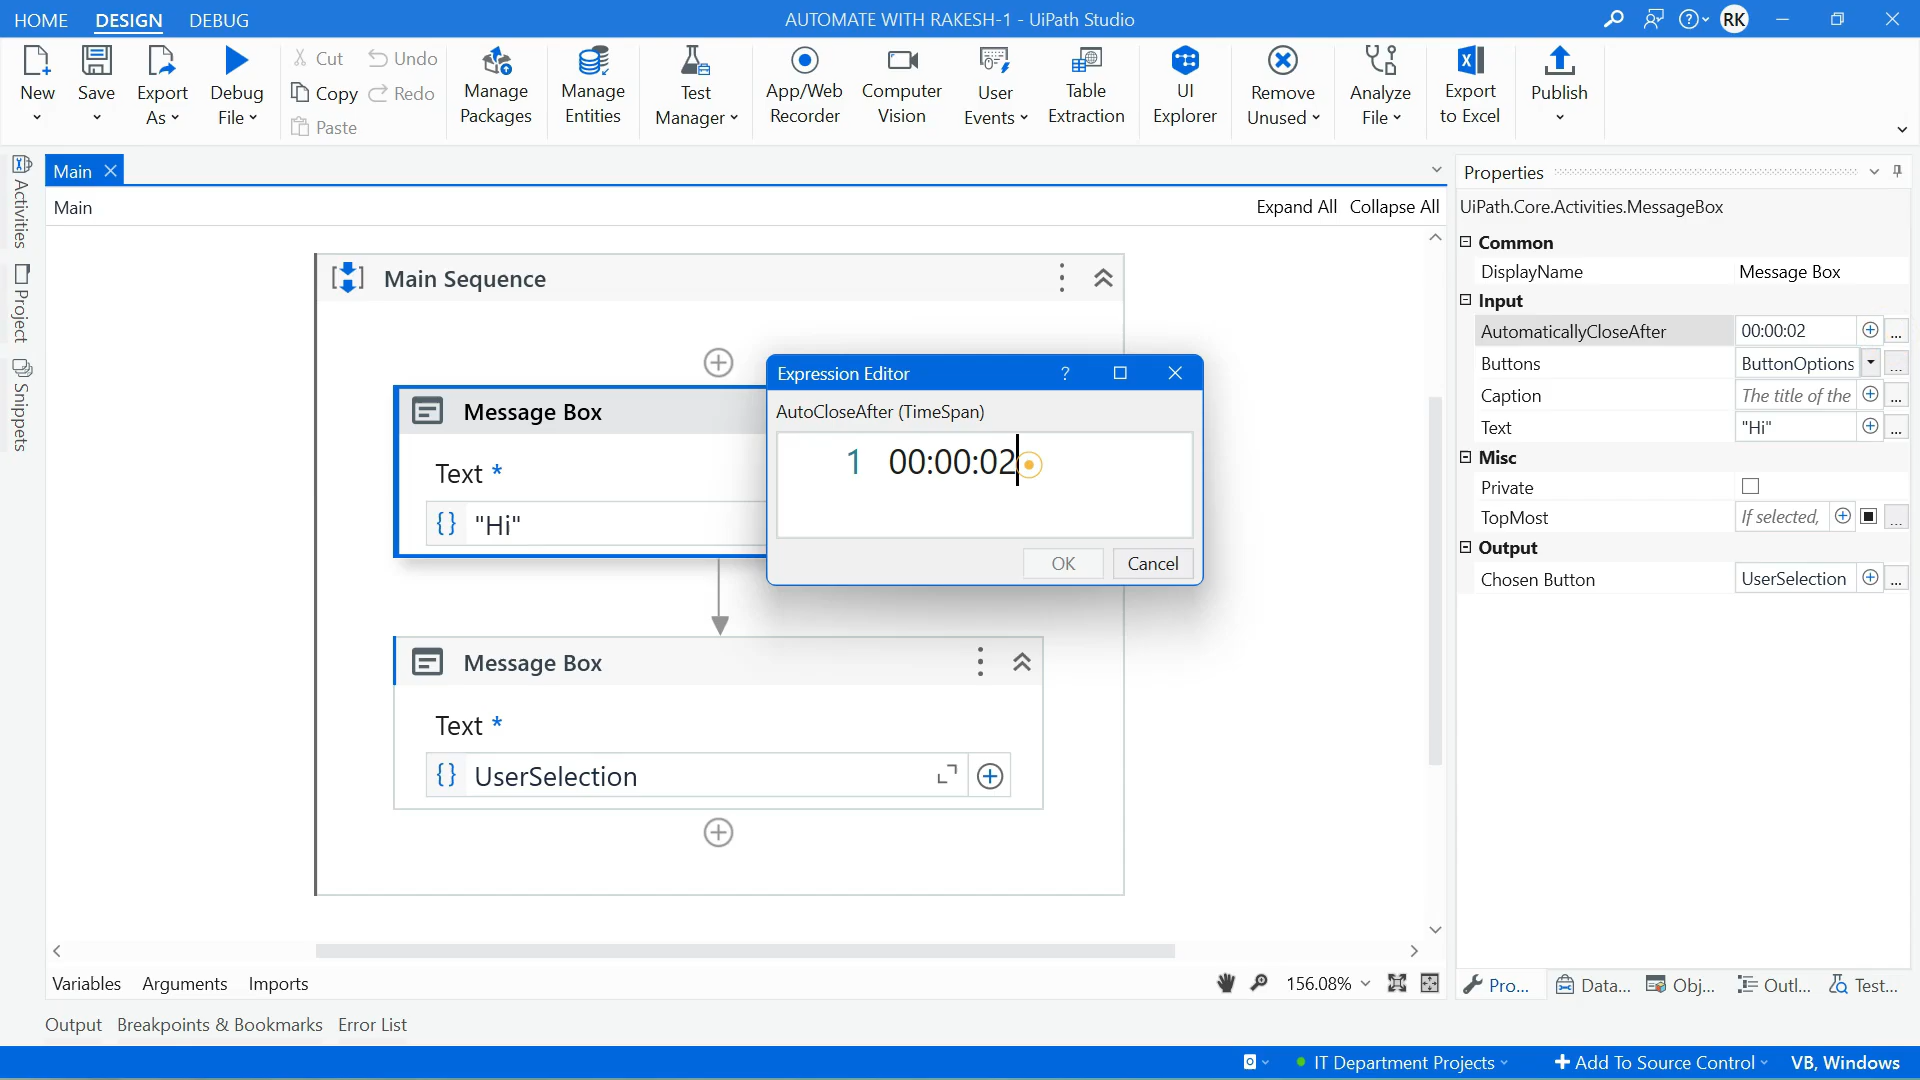 HOME DESIGN DEBUG AUTOMATE WITH RAKESH-1 - UiPath Studio RK
New Save Export As Debug File Cut Copy Paste Undo Redo Manage Packages Manage Entities Test Manager App/Web Recorder Computer Vision User Events Table Extraction UI Explorer Remove Unused Analyze File Export to Excel Publish
Activities
Project
Snippets
Main
Main Expand All Collapse All
Main Sequence
Message Box
Text *
{} "Hi"
Message Box
Text *
{} UserSelection
Expression Editor ?
AutoCloseAfter (TimeSpan)
1 00:00:02
OK Cancel
Properties
UiPath.Core.Activities.MessageBox
Common
DisplayName Message Box
Input
AutomaticallyCloseAfter 00:00:02 ...
Buttons ButtonOptions ...
Caption The title of the ...
Text "Hi" ...
Misc
Private
TopMost If selected, ...
Output
Chosen Button UserSelection ...
Variables Arguments Imports 156.08%
Pro... Data... Obj... Outl... Test...
Output Breakpoints & Bookmarks Error List
IT Department Projects Add To Source Control VB, Windows